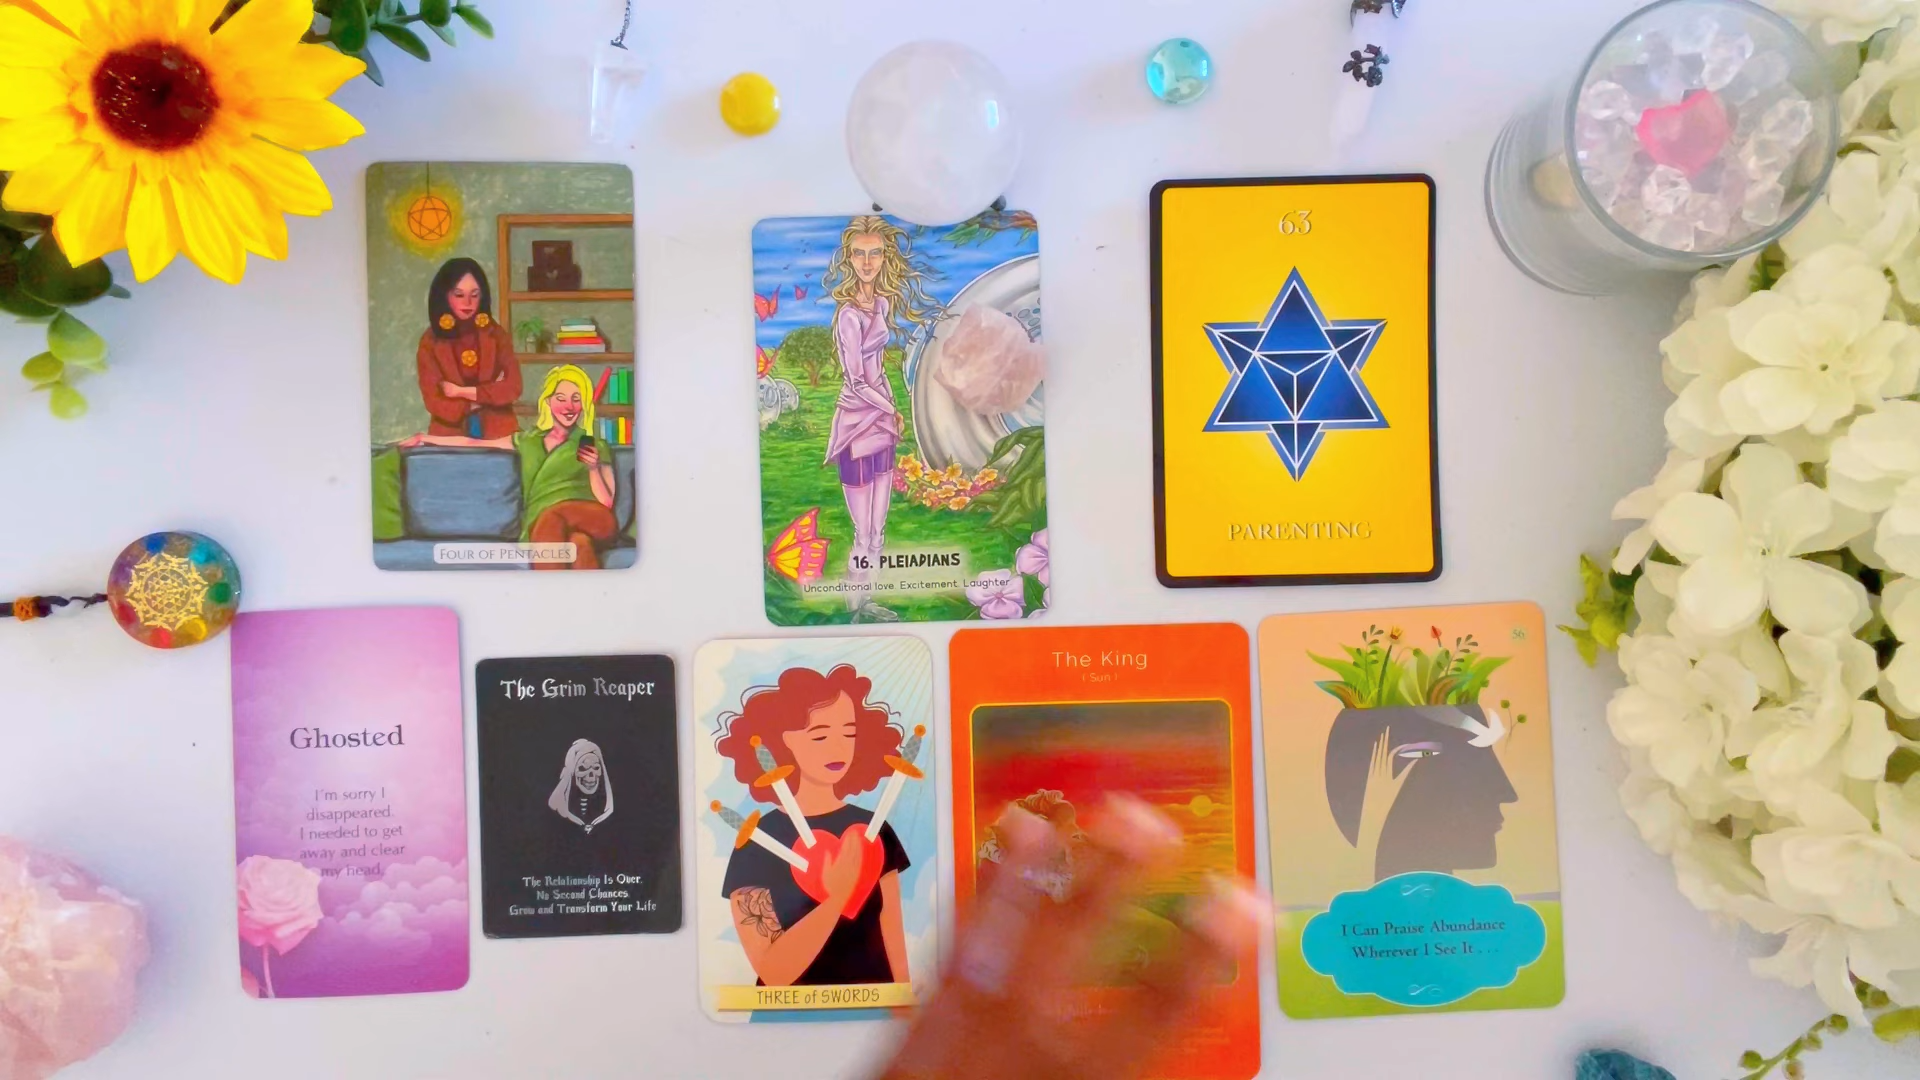 FOUR OF PENTACLES
16. PLEIADIANS
Unconditional love. Excitement. Laughter
63
PARENTING
Ghosted
I'm sorry I
disappeared.
I needed to get
away and clear
my head.
The Grim Reaper
The Relationship Is Over.
No Second Chances.
Grow and Transform Your Life
THREE of SWORDS
The King
( Sun )
56
I Can Praise Abundance
Wherever I See It . . .